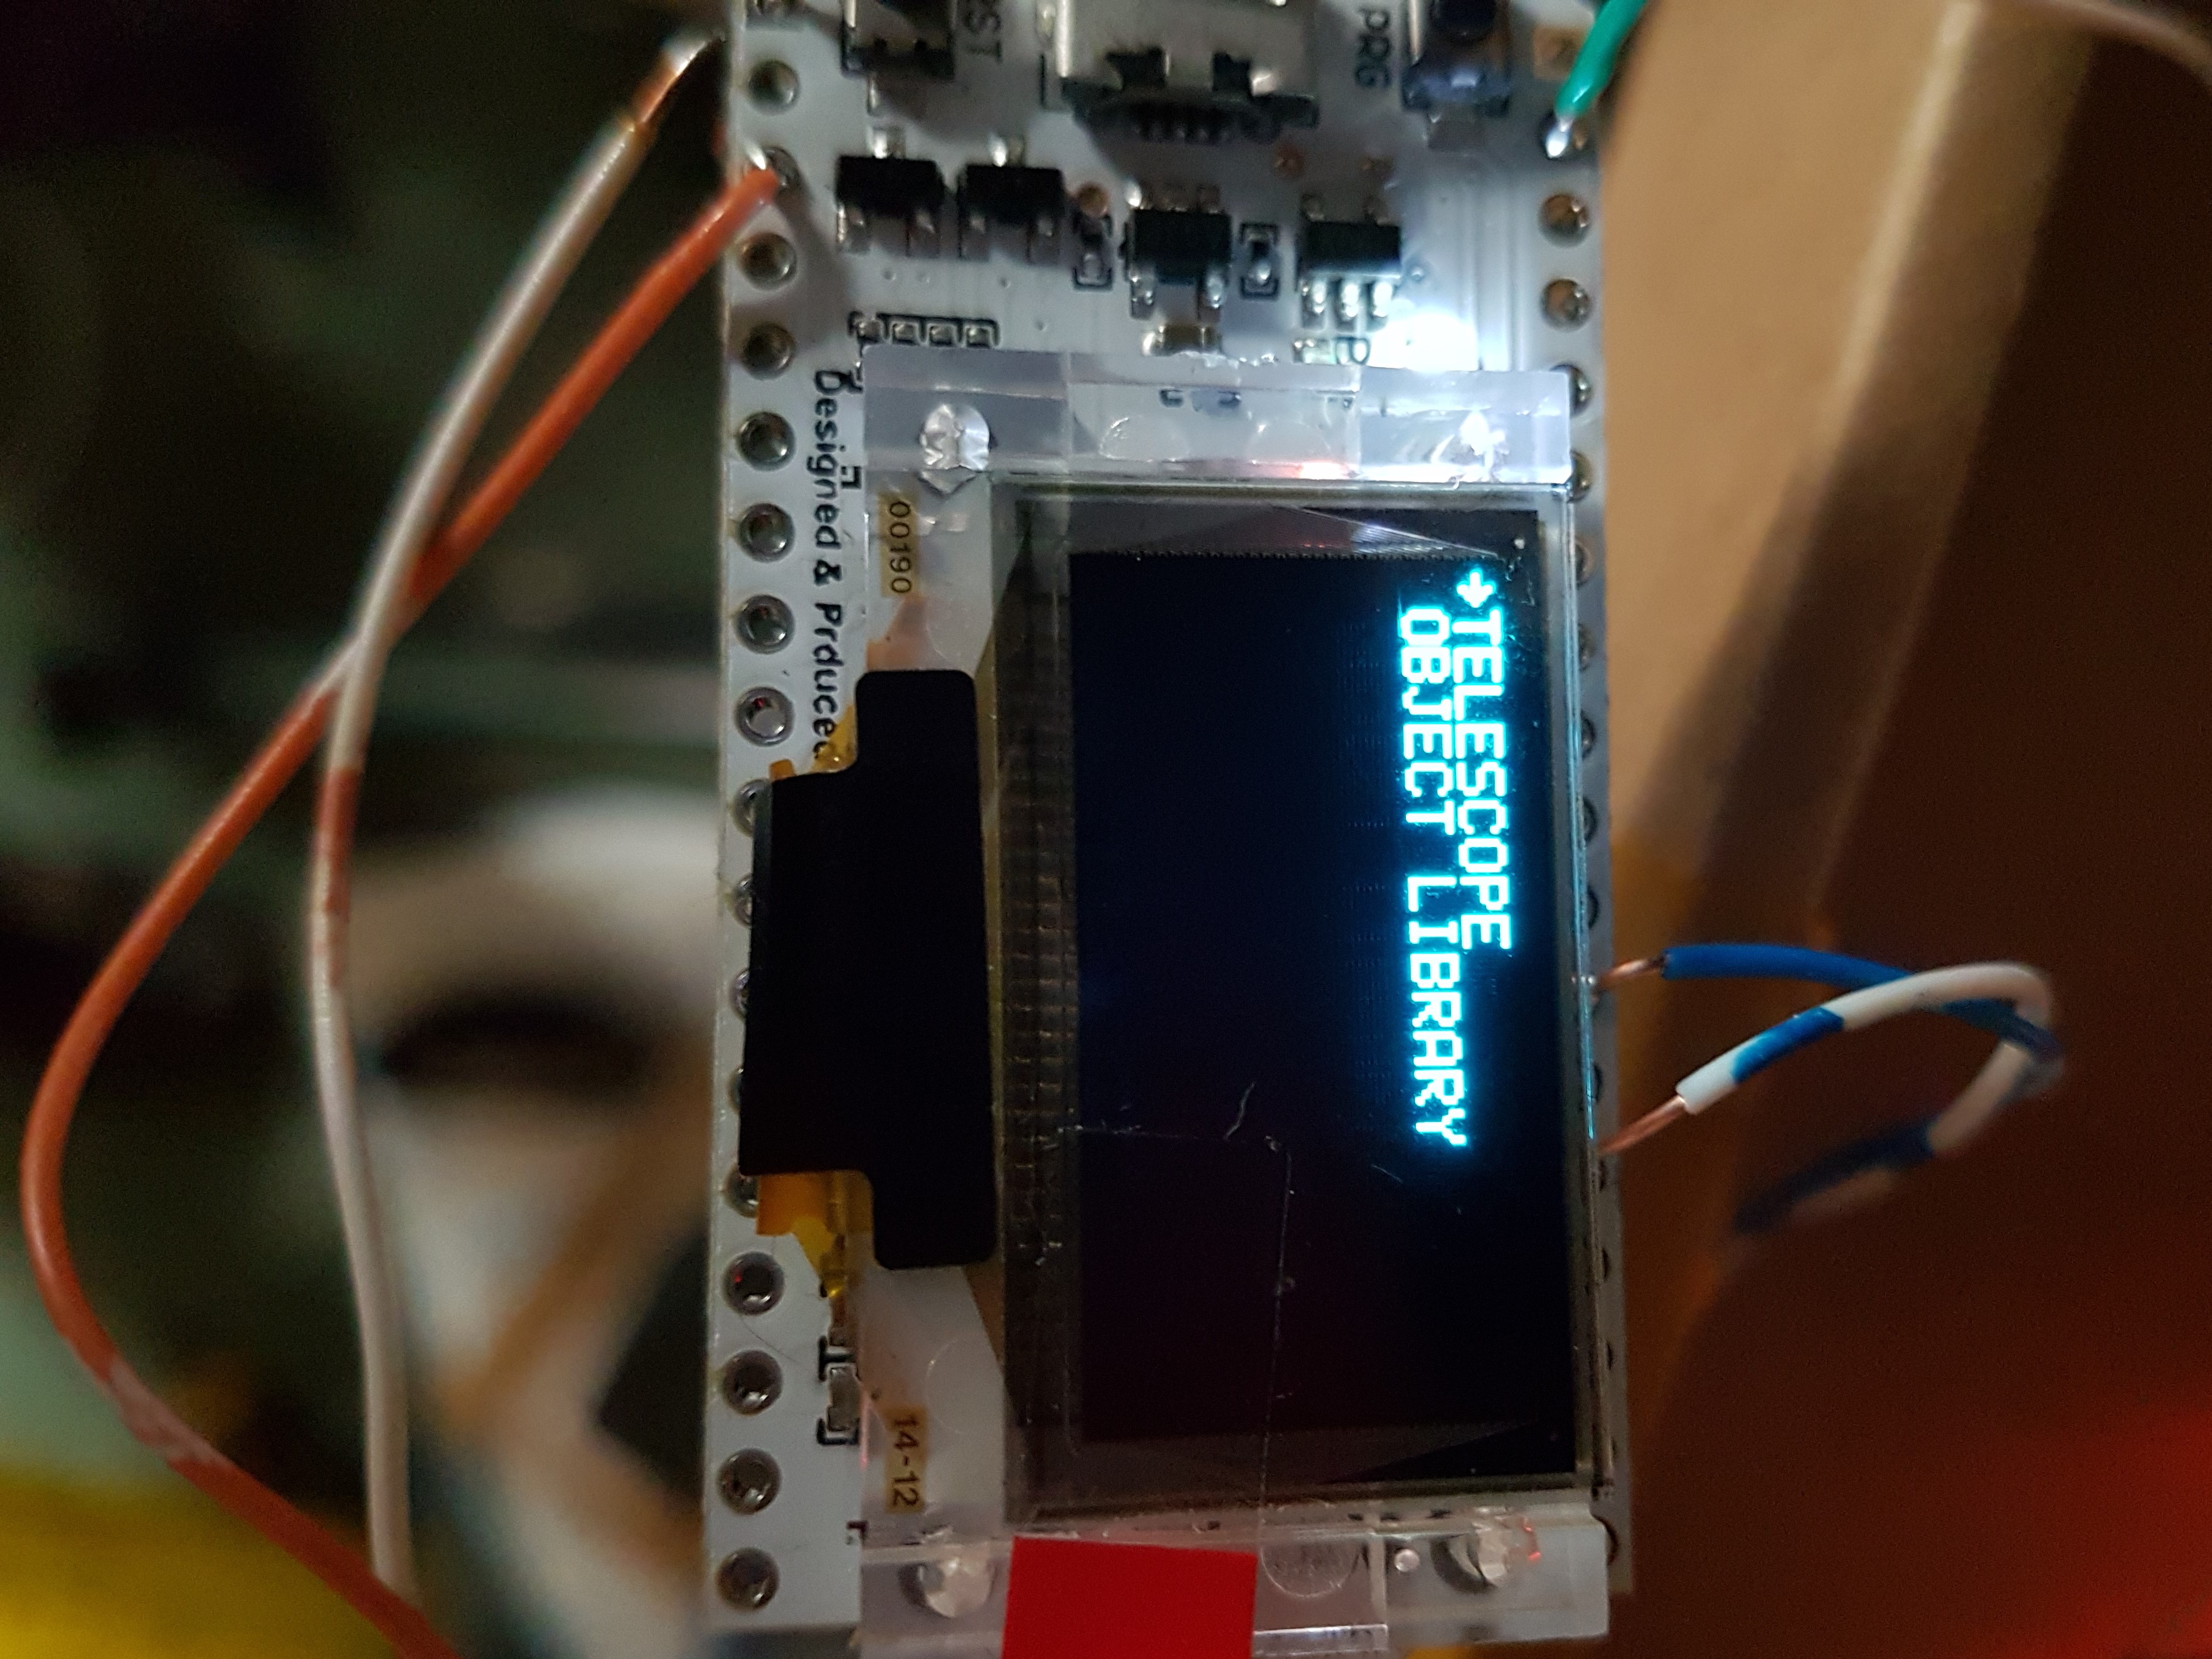 RST
PRG
Designed & Prduced
00190
→TELESCOPE
OBJECT LIBRARY
14-12